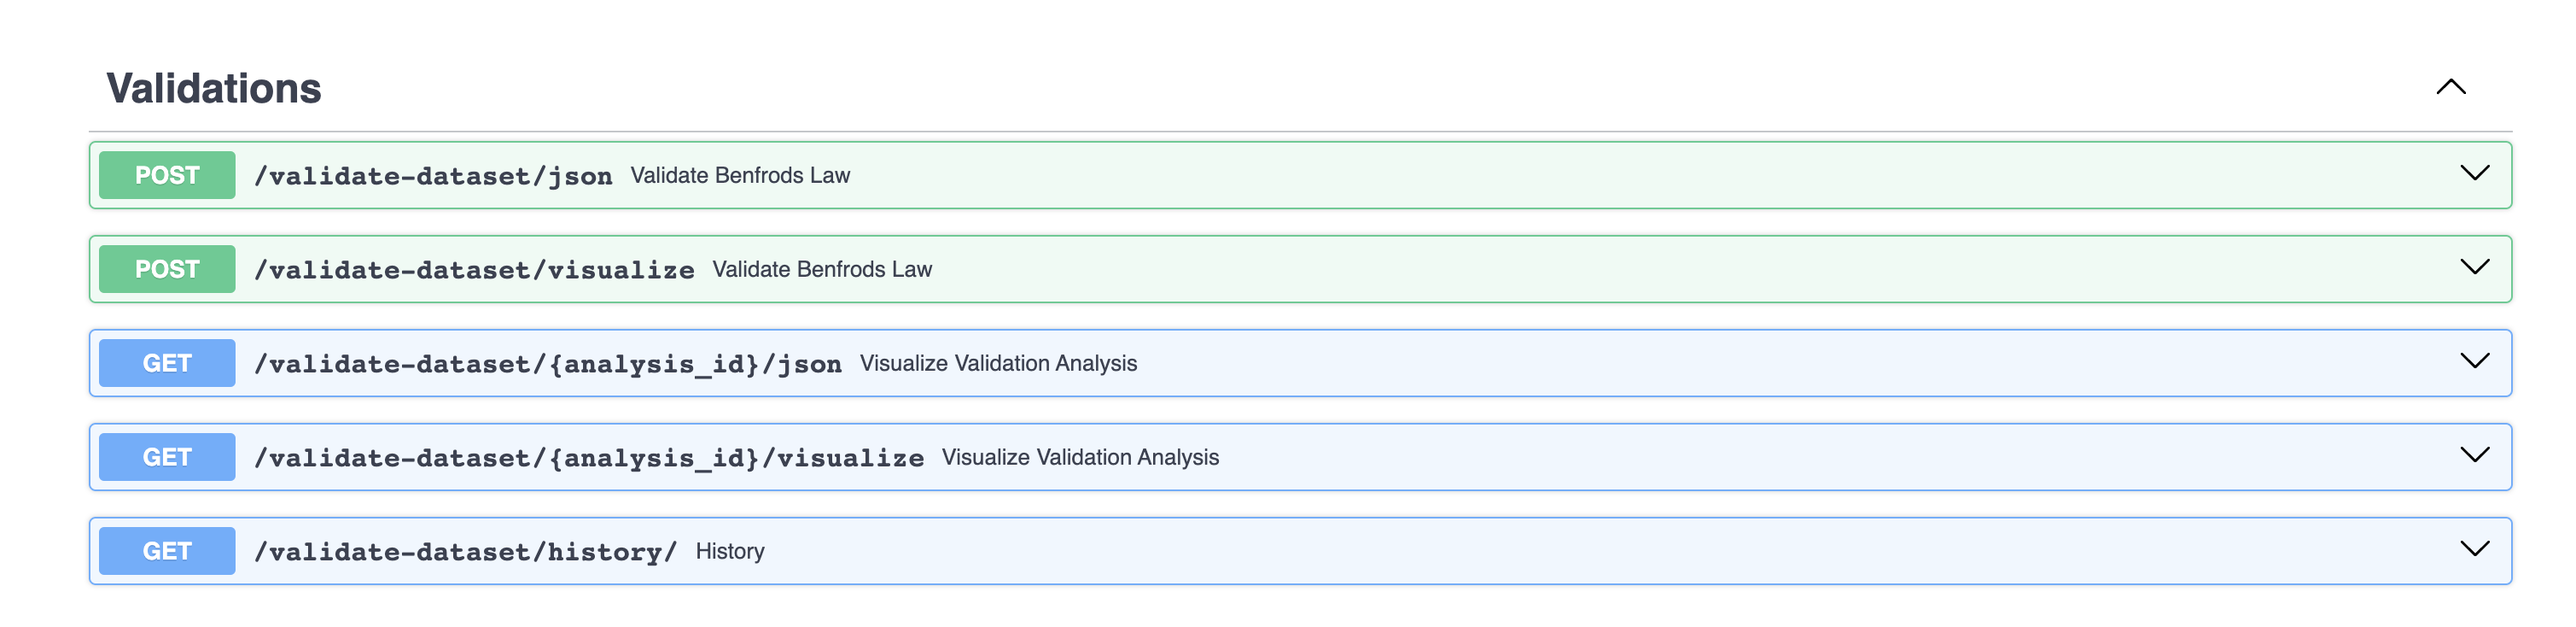 Validations
POST /validate-dataset/json Validate Benfrods Law
POST /validate-dataset/visualize Validate Benfrods Law
GET /validate-dataset/{analysis_id}/json Visualize Validation Analysis
GET /validate-dataset/{analysis_id}/visualize Visualize Validation Analysis
GET /validate-dataset/history/ History